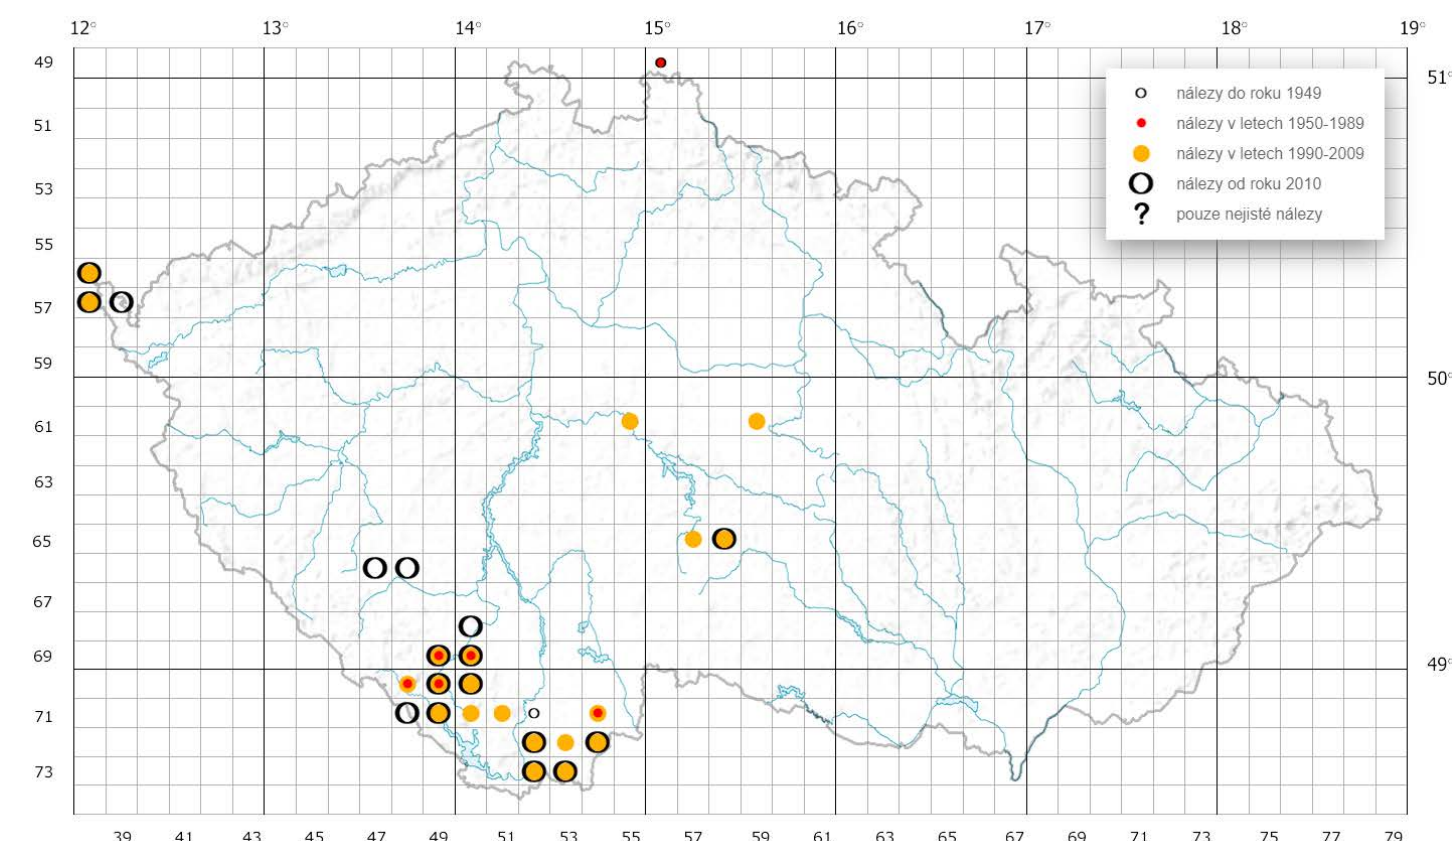 12° 13° 14° 15° 16° 17° 18° 19°
49
51°
nálezy do roku 1949
51
nálezy v letech 1950-1989
nálezy v letech 1990-2009
53
nálezy od roku 2010
? pouze nejisté nálezy
55
57
59
50°
61
63
65
67
69
49°
71
73
39 41 43 45 47 49 51 53 55 57 59 61 63 65 67 69 71 73 75 77 79